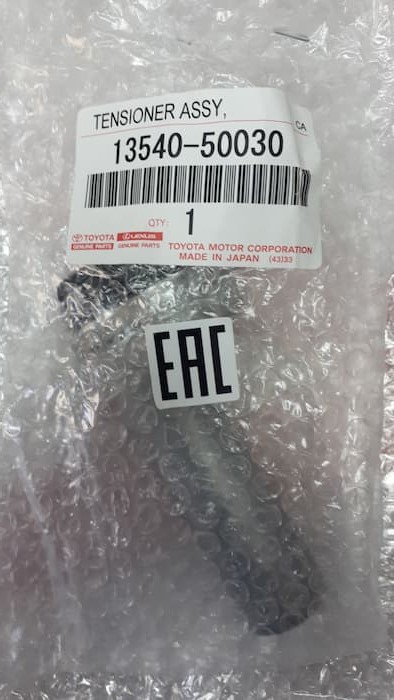 TENSIONER ASSY,
CA
13540-50030
QTY: 1
TOYOTA LEXUS
GENUINE PARTS GENUINE PARTS
TOYOTA MOTOR CORPORATION
MADE IN JAPAN (43)33
EAC